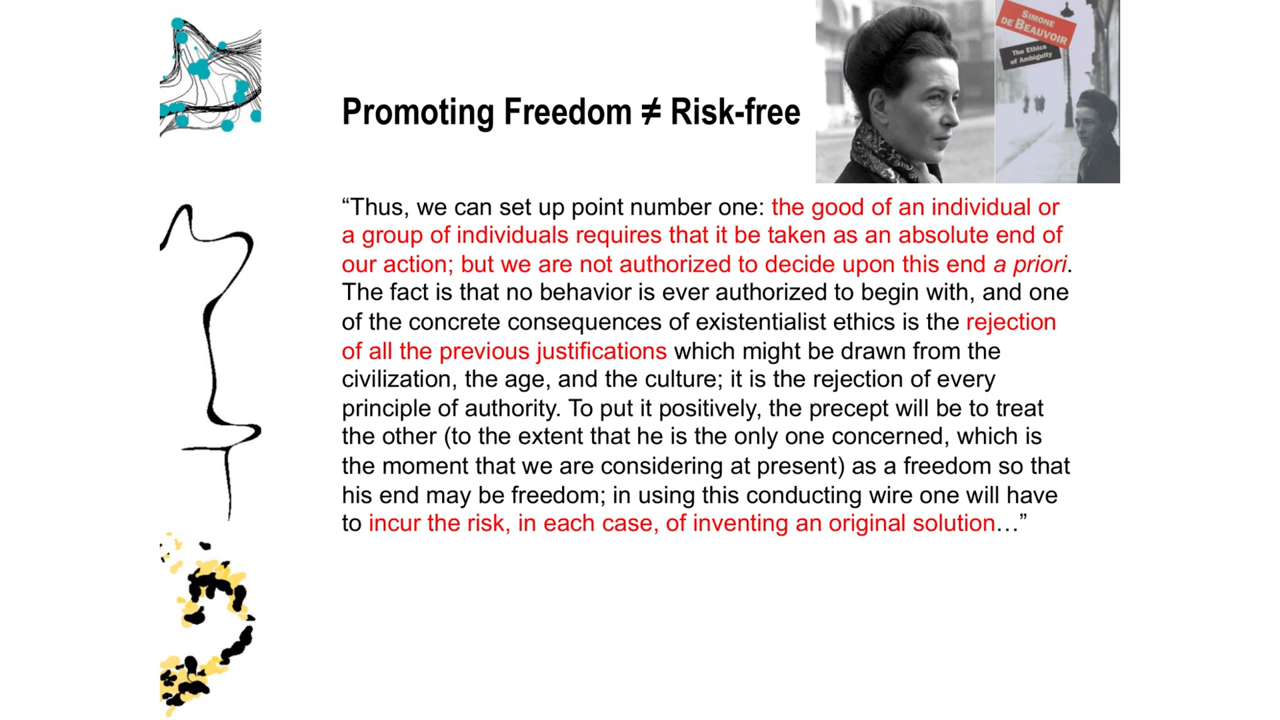 SIMONE
DE BEAUVOIR
The Ethics
of Ambiguity
Promoting Freedom ≠ Risk-free
“Thus, we can set up point number one: the good of an individual or
a group of individuals requires that it be taken as an absolute end of
our action; but we are not authorized to decide upon this end a priori.
The fact is that no behavior is ever authorized to begin with, and one
of the concrete consequences of existentialist ethics is the rejection
of all the previous justifications which might be drawn from the
civilization, the age, and the culture; it is the rejection of every
principle of authority. To put it positively, the precept will be to treat
the other (to the extent that he is the only one concerned, which is
the moment that we are considering at present) as a freedom so that
his end may be freedom; in using this conducting wire one will have
to incur the risk, in each case, of inventing an original solution…”